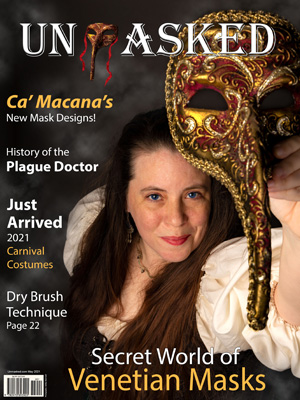 UNMASKED
Ca' Macana's
New Mask Designs!
History of the
Plague Doctor
Just
Arrived
2021
Carnival
Costumes
Dry Brush
Technique
Page 22
Secret World of
Venetian Masks